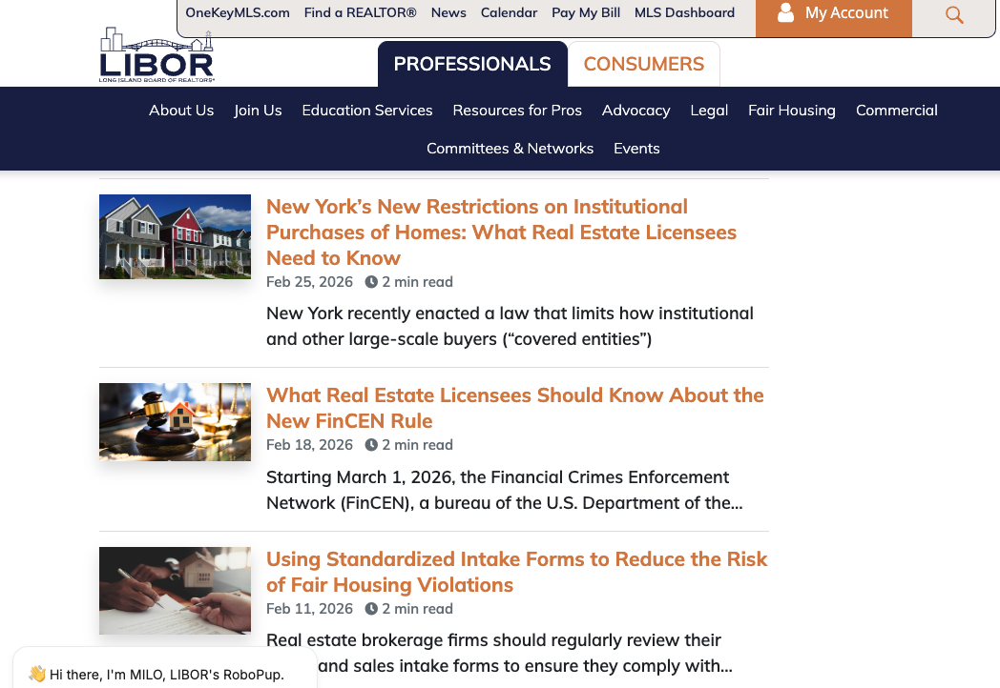 OneKeyMLS.com Find a REALTOR® News Calendar Pay My Bill MLS Dashboard My Account
LIBOR
LONG ISLAND BOARD OF REALTORS®
PROFESSIONALS CONSUMERS
About Us Join Us Education Services Resources for Pros Advocacy Legal Fair Housing Commercial
Committees & Networks Events
New York's New Restrictions on Institutional
Purchases of Homes: What Real Estate Licensees
Need to Know
Feb 25, 2026 2 min read
New York recently enacted a law that limits how institutional
and other large-scale buyers (“covered entities”)
What Real Estate Licensees Should Know About the
New FinCEN Rule
Feb 18, 2026 2 min read
Starting March 1, 2026, the Financial Crimes Enforcement
Network (FinCEN), a bureau of the U.S. Department of the...
Using Standardized Intake Forms to Reduce the Risk
of Fair Housing Violations
Feb 11, 2026 2 min read
Real estate brokerage firms should regularly review their
and sales intake forms to ensure they comply with...
👋 Hi there, I'm MILO, LIBOR's RoboPup.